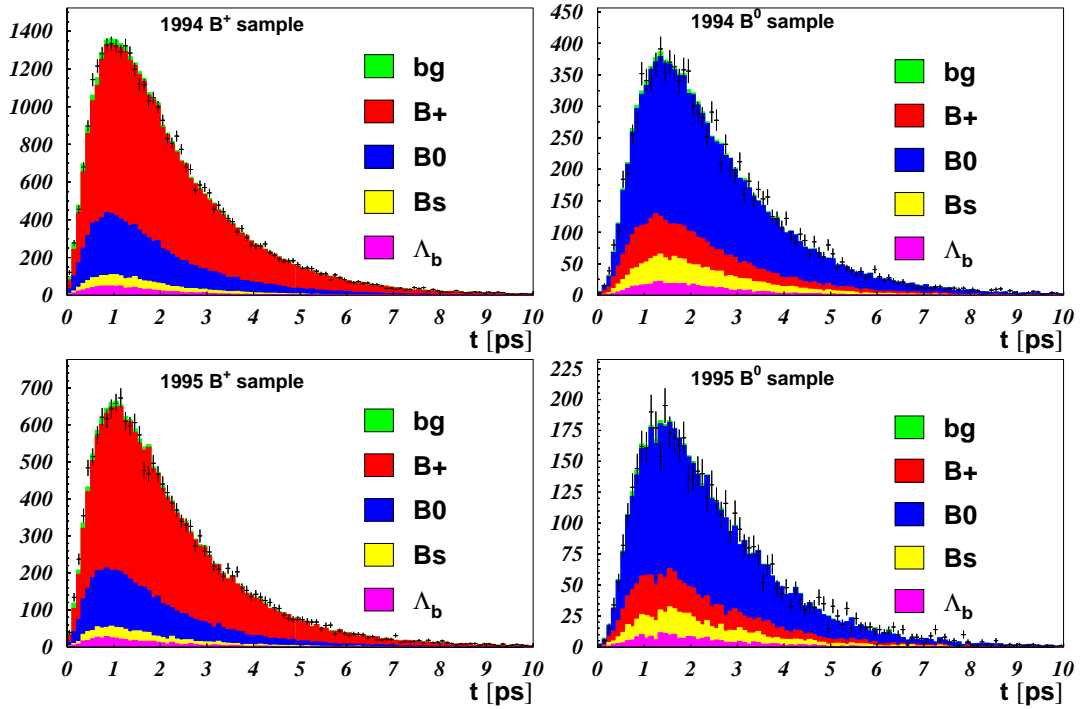 1994 B⁺ sample
1400
1200
1000
800
600
400
200
0
bg
B+
B0
Bs
Λb
0 1 2 3 4 5 6 7 8 9 10
t [ps]
1994 B⁰ sample
450
400
350
300
250
200
150
100
50
0
bg
B+
B0
Bs
Λb
0 1 2 3 4 5 6 7 8 9 10
t [ps]
1995 B⁺ sample
700
600
500
400
300
200
100
0
bg
B+
B0
Bs
Λb
0 1 2 3 4 5 6 7 8 9 10
t [ps]
1995 B⁰ sample
225
200
175
150
125
100
75
50
25
0
bg
B+
B0
Bs
Λb
0 1 2 3 4 5 6 7 8 9 10
t [ps]